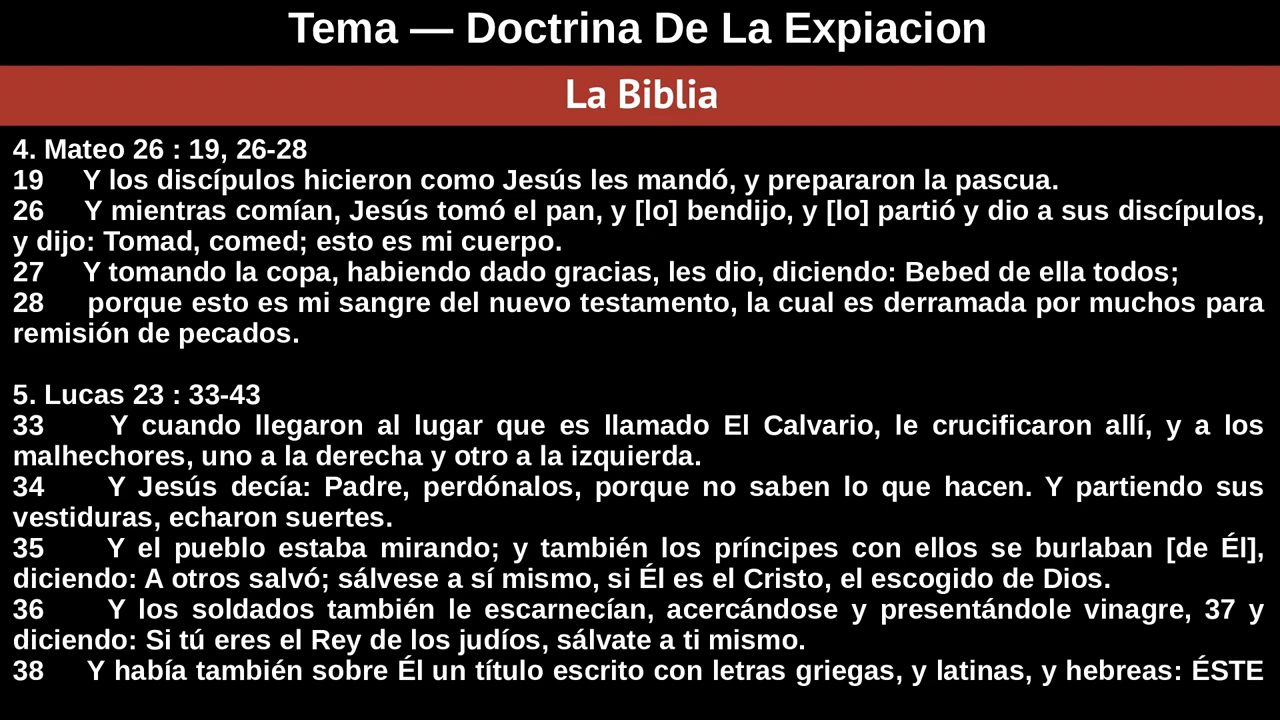 Tema — Doctrina De La Expiacion
La Biblia
4. Mateo 26 : 19, 26-28
19 Y los discípulos hicieron como Jesús les mandó, y prepararon la pascua.
26 Y mientras comían, Jesús tomó el pan, y [lo] bendijo, y [lo] partió y dio a sus discípulos,
y dijo: Tomad, comed; esto es mi cuerpo.
27 Y tomando la copa, habiendo dado gracias, les dio, diciendo: Bebed de ella todos;
28 porque esto es mi sangre del nuevo testamento, la cual es derramada por muchos para
remisión de pecados.
5. Lucas 23 : 33-43
33 Y cuando llegaron al lugar que es llamado El Calvario, le crucificaron allí, y a los
malhechores, uno a la derecha y otro a la izquierda.
34 Y Jesús decía: Padre, perdónalos, porque no saben lo que hacen. Y partiendo sus
vestiduras, echaron suertes.
35 Y el pueblo estaba mirando; y también los príncipes con ellos se burlaban [de Él],
diciendo: A otros salvó; sálvese a sí mismo, si Él es el Cristo, el escogido de Dios.
36 Y los soldados también le escarnecían, acercándose y presentándole vinagre, 37 y
diciendo: Si tú eres el Rey de los judíos, sálvate a ti mismo.
38 Y había también sobre Él un título escrito con letras griegas, y latinas, y hebreas: ÉSTE